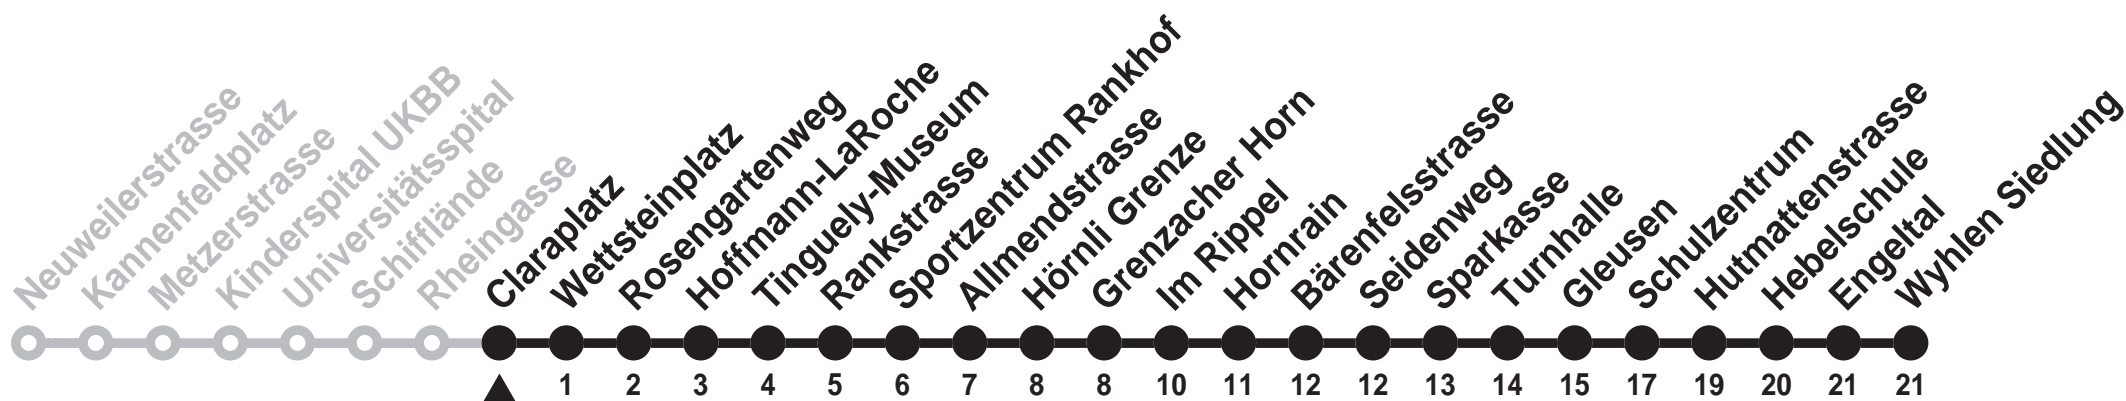 Neuweilerstrasse
Kannenfeldplatz
Metzerstrasse
Kinderspital UKBB
Universitätsspital
Schifflände
Rheingasse
Claraplatz
Wettsteinplatz
Rosengartenweg
Hoffmann-LaRoche
Tinguely-Museum
Rankstrasse
Sportzentrum Rankhof
Allmendstrasse
Hörnli Grenze
Grenzacher Horn
Im Rippel
Hornrain
Bärenfelsstrasse
Seidenweg
Sparkasse
Turnhalle
Gleusen
Schulzentrum
Hutmattenstrasse
Hebelschule
Engeltal
Wyhlen Siedlung
1 2 3 4 5 6 7 8 8 10 11 12 12 13 14 15 17 19 20 21 21